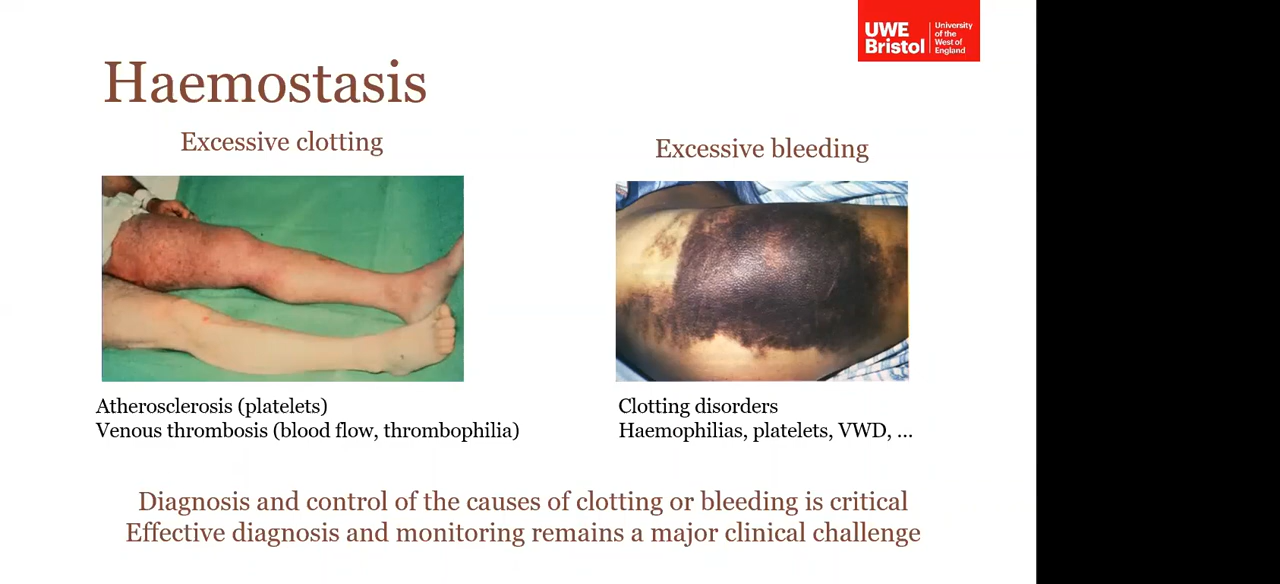 UWE
Bristol
University
of the
West of
England
Haemostasis
Excessive clotting
Excessive bleeding
Atherosclerosis (platelets)
Venous thrombosis (blood flow, thrombophilia)
Clotting disorders
Haemophilias, platelets, VWD, ...
Diagnosis and control of the causes of clotting or bleeding is critical
Effective diagnosis and monitoring remains a major clinical challenge